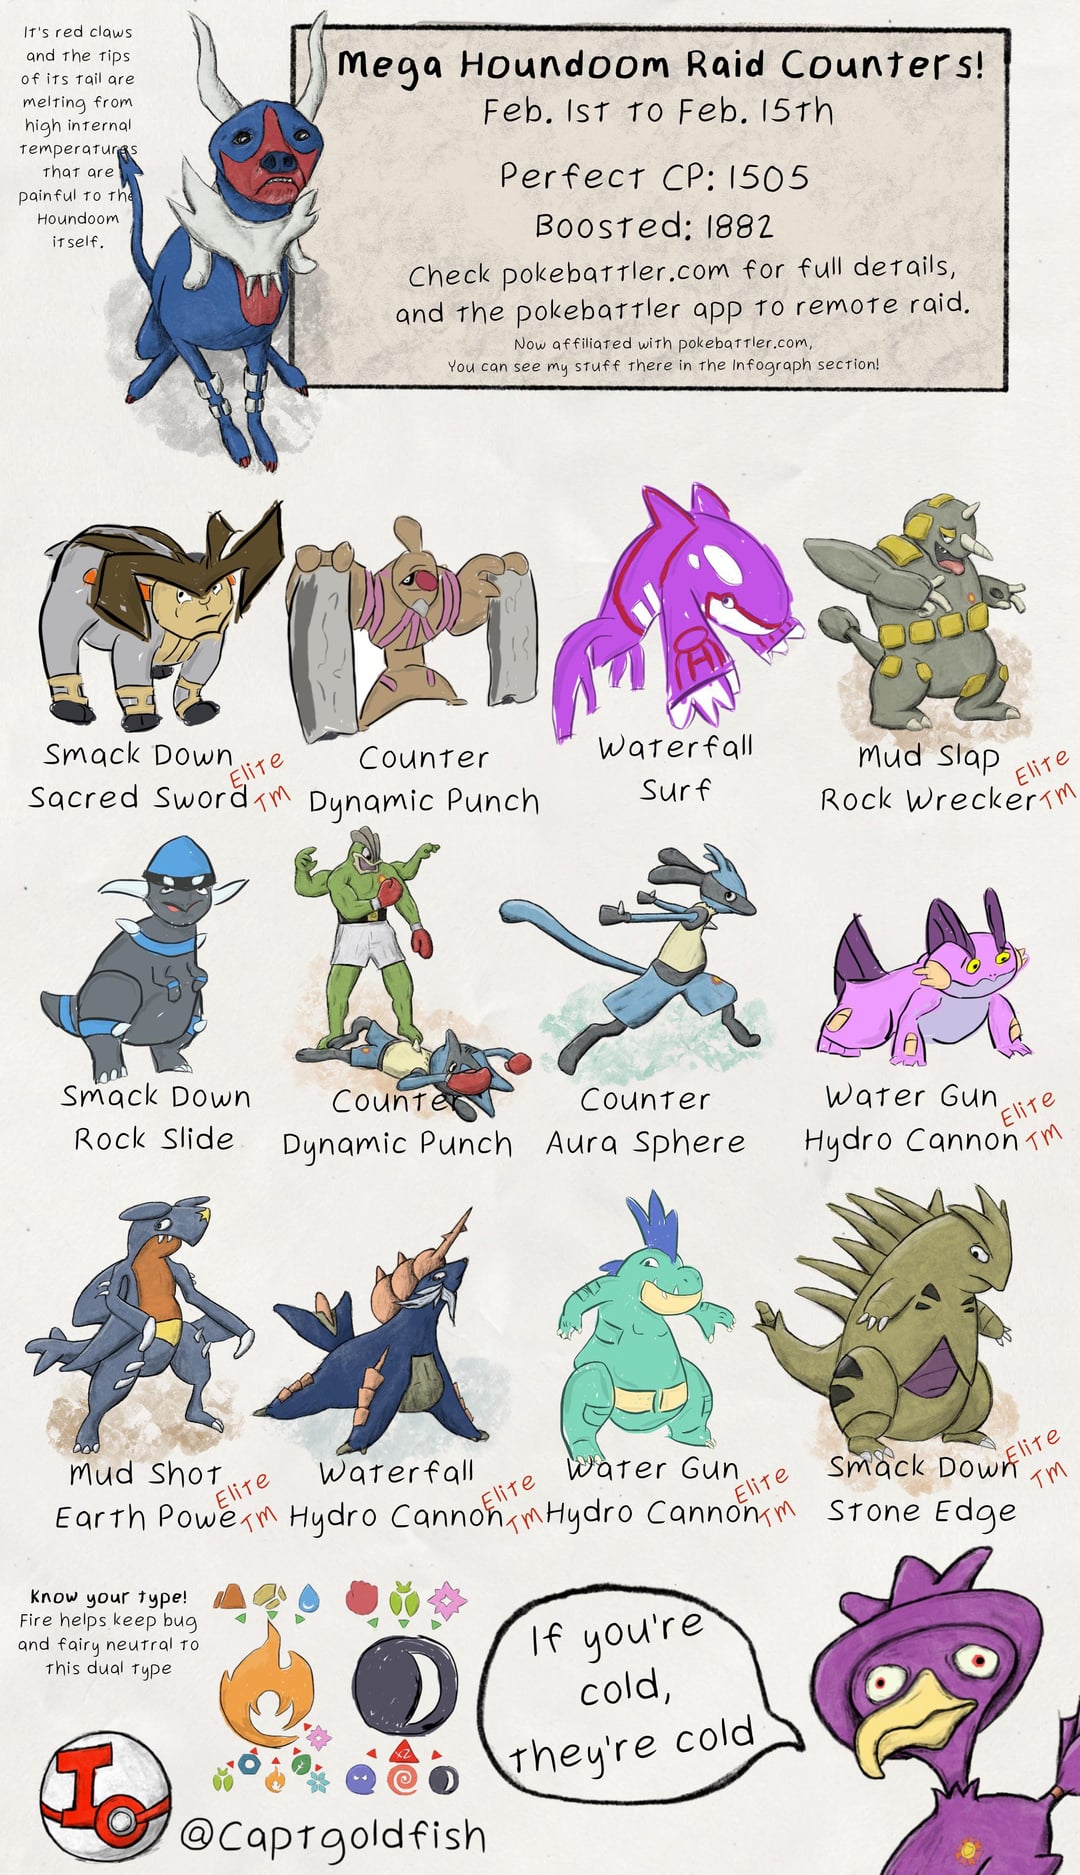 It's red claws
and the tips
of its tail are
melting from
high internal
temperatures
that are
painful to the
Houndoom
itself.
Mega Houndoom Raid Counters!
Feb. 1st to Feb. 15th
Perfect CP: 1505
Boosted: 1882
Check pokebattler.com for full details,
and the pokebattler app to remote raid.
Now affiliated with pokebattler.com,
You can see my stuff there in the Infograph section!
Smack Down
Sacred Sword
Elite
TM
Counter
Dynamic Punch
Waterfall
Surf
Mud Slap
Rock Wrecker
Elite
TM
Smack Down
Rock Slide
Counter
Dynamic Punch
Counter
Aura Sphere
Water Gun
Hydro Cannon
Elite
TM
Mud Shot
Earth Powe
Elite
TM
Waterfall
Hydro Cannon
Elite
TM
Water Gun
Hydro Cannon
Elite
TM
Smack Down
Stone Edge
Elite
TM
Know your type!
Fire helps keep bug
and fairy neutral to
this dual type
x2
If you're
cold,
they're cold
I
@Captgoldfish